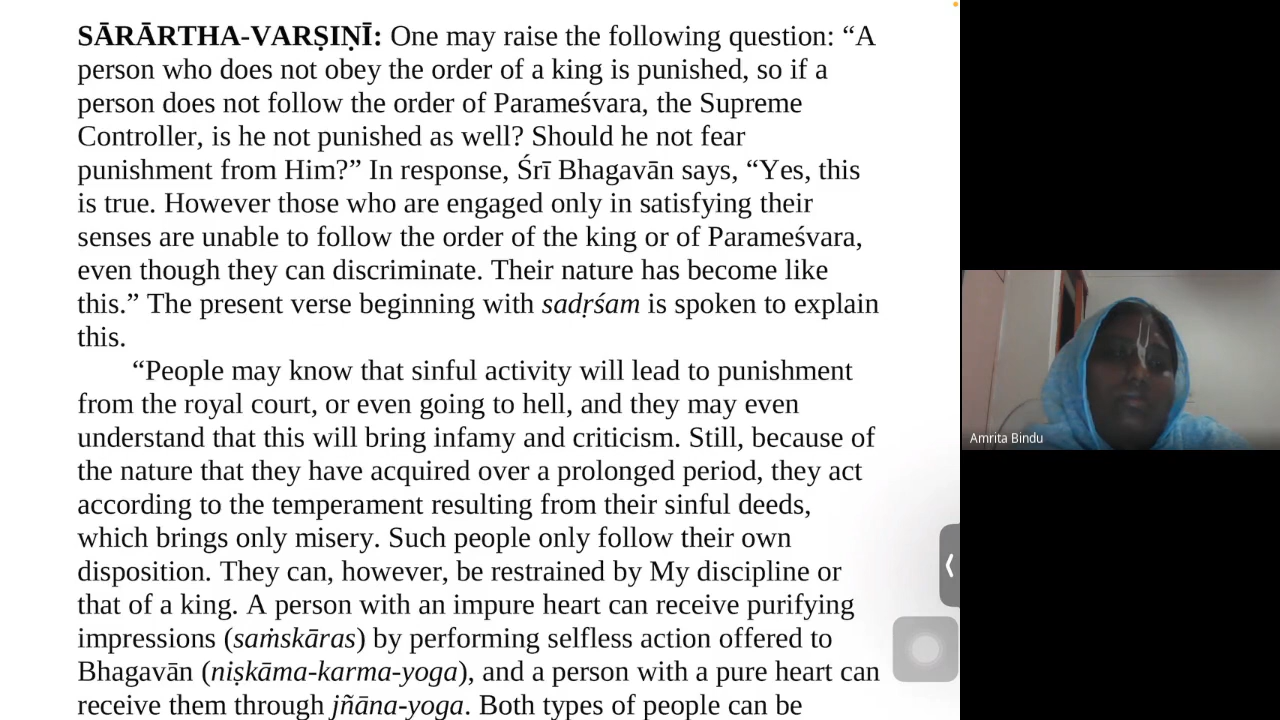 SĀRĀRTHA-VARṢIṆĪ: One may raise the following question: “A
person who does not obey the order of a king is punished, so if a
person does not follow the order of Parameśvara, the Supreme
Controller, is he not punished as well? Should he not fear
punishment from Him?” In response, Śrī Bhagavān says, “Yes, this
is true. However those who are engaged only in satisfying their
senses are unable to follow the order of the king or of Parameśvara,
even though they can discriminate. Their nature has become like
this.” The present verse beginning with sadṛśam is spoken to explain
this.
“People may know that sinful activity will lead to punishment
from the royal court, or even going to hell, and they may even
understand that this will bring infamy and criticism. Still, because of
the nature that they have acquired over a prolonged period, they act
according to the temperament resulting from their sinful deeds,
which brings only misery. Such people only follow their own
disposition. They can, however, be restrained by My discipline or
that of a king. A person with an impure heart can receive purifying
impressions (saṁskāras) by performing selfless action offered to
Bhagavān (niṣkāma-karma-yoga), and a person with a pure heart can
receive them through jñāna-yoga. Both types of people can be
Amrita Bindu